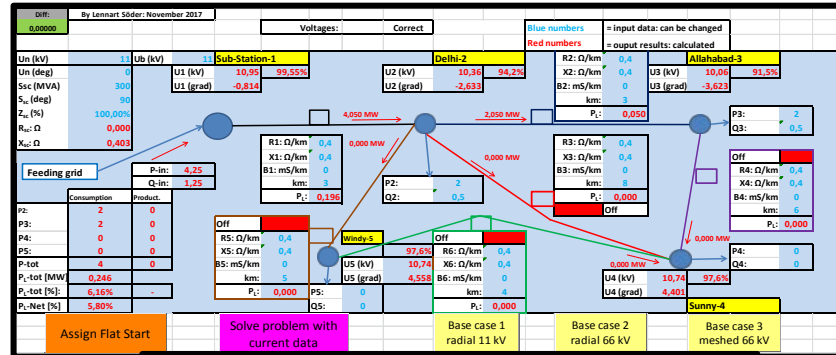 Diff: By Lennart Söder: November 2017
0,00000 Voltages: Correct Blue numbers = input data: can be changed
Red numbers = ouput results: calculated
Un (kV) 11 Ub (kV) 11 Sub-Station-1 Delhi-2 R2: Ω/km 0,4 Allahabad-3
Un (deg) 0 U1 (kV) 10,95 99,55% U2 (kV) 10,36 94,2% X2: Ω/km 0,4 U3 (kV) 10,06 91,5%
Ssc (MVA) 300 U1 (grad) -0,814 U2 (grad) -2,633 B2: mS/km 0 U3 (grad) -3,623
Ssc (deg) 90 km: 3
Zsc (%) 100,00% PL: 0,050
Rsc: Ω 0,000 4,050 MW 2,050 MW P3: 2
Xsc: Ω 0,403 Q3: 0,5
0,000 MW 0,000 MW
Feeding grid R1: Ω/km 0,4 R3: Ω/km 0,4 Off
X1: Ω/km 0,4 X3: Ω/km 0,4 R4: Ω/km 0,4
P-in: 4,25 B1: mS/km 0 B3: mS/km 0 X4: Ω/km 0,4
Q-in: 1,25 km: 3 P2: 2 km: 8 B4: mS/km 0
Consumption Product. PL: 0,196 Q2: 0,5 PL: 0,000 km: 6
P2: 2 0 Off PL: 0,000
P3: 2 0 Off
P4: 0 0 R5: Ω/km 0,4 Windy-5 Off P4: 0
P5: 0 0 X5: Ω/km 0,4 97,6% R6: Ω/km 0,4 0,000 MW 0,000 MW Q4: 0
P-tot 4 0 B5: mS/km 0 U5 (kV) 10,74 X6: Ω/km 0,4
PL-tot [MW] 0,246 km: 5 U5 (grad) 4,558 B6: mS/km 0 U4 (kV) 10,74 97,6%
PL-tot [%]: 6,16% - PL: 0,000 P5: 0 km: 4 U4 (grad) 4,401
PL-Net [%] 5,80% Q5: 0 PL: 0,000 Sunny-4
Assign Flat Start Solve problem with Base case 1 Base case 2 Base case 3
current data radial 11 kV radial 66 kV meshed 66 kV